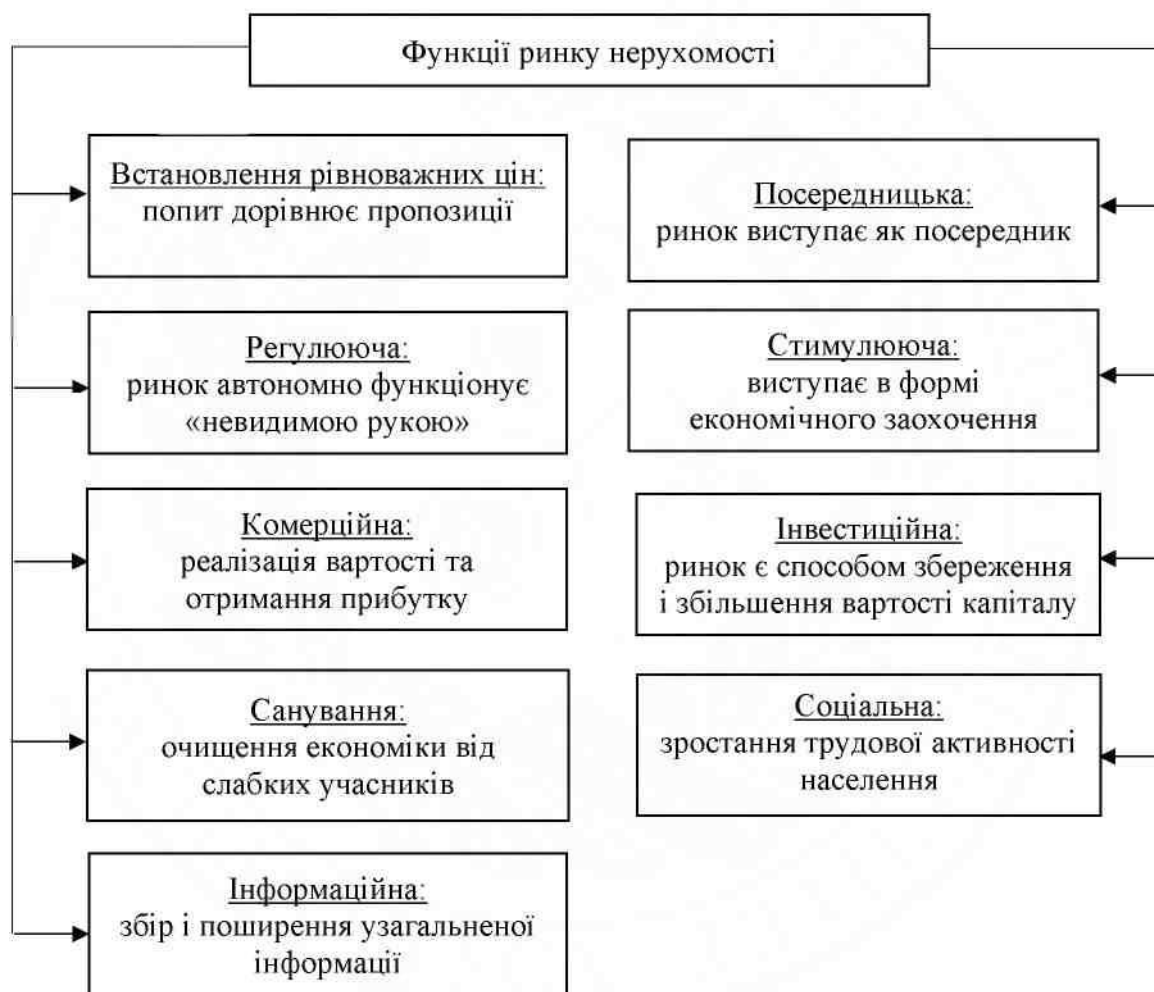 Функції ринку нерухомості
Встановлення рівноважних цін:
попит дорівнює пропозиції
Регулююча:
ринок автономно функціонує
«невидимою рукою»
Комерційна:
реалізація вартості та
отримання прибутку
Санування:
очищення економіки від
слабких учасників
Інформаційна:
збір і поширення узагальненої
інформації
Посередницька:
ринок виступає як посередник
Стимулююча:
виступає в формі
економічного заохочення
Інвестиційна:
ринок є способом збереження
і збільшення вартості капіталу
Соціальна:
зростання трудової активності
населення